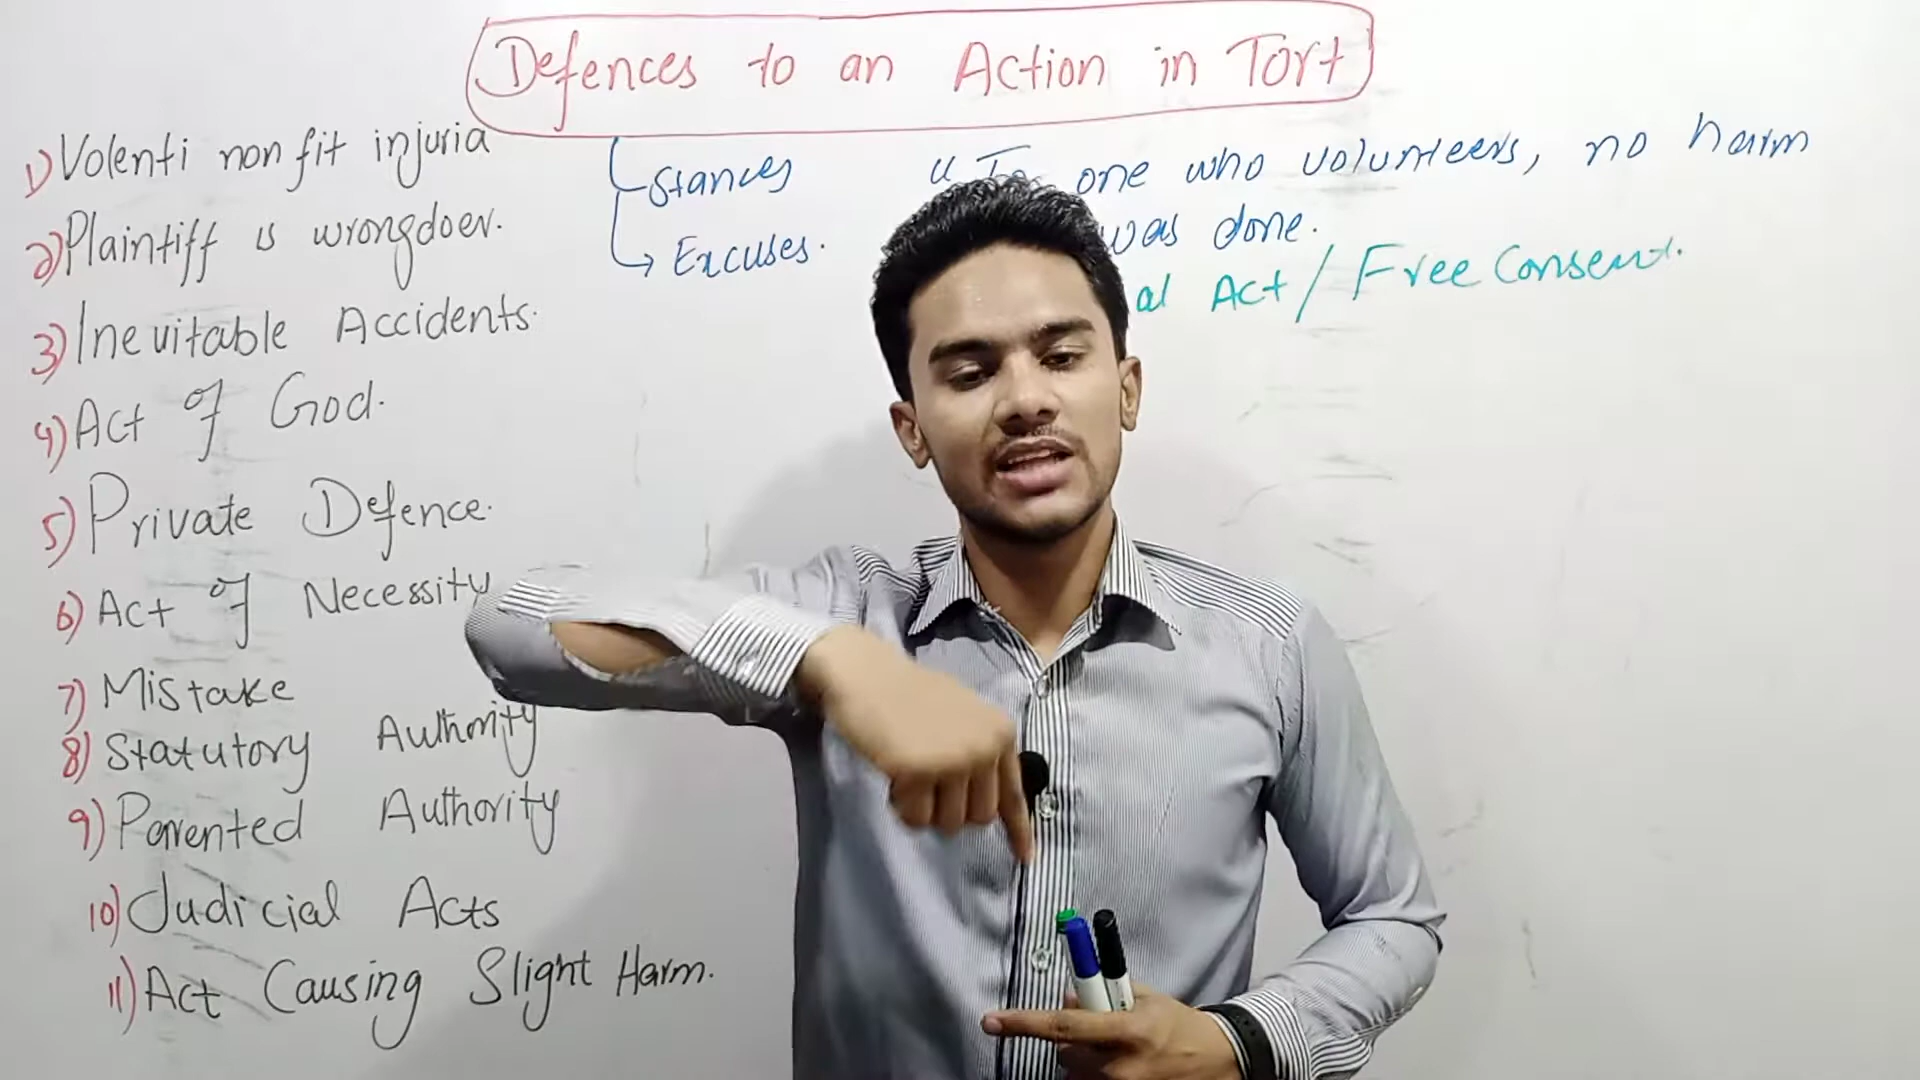 Defences to an Action in Tort
1) Volenti non fit injuria
2) Plaintiff is wrongdoer.
3) Inevitable Accidents.
4) Act of God.
5) Private Defence.
6) Act of Necessity
7) Mistake
8) Statutory Authority
9) Parented Authority
10) Judicial Acts
11) Act Causing Slight Harm.
Stances
Excuses.
" To one who volunteers, no harm
was done.
al Act / Free Consent.